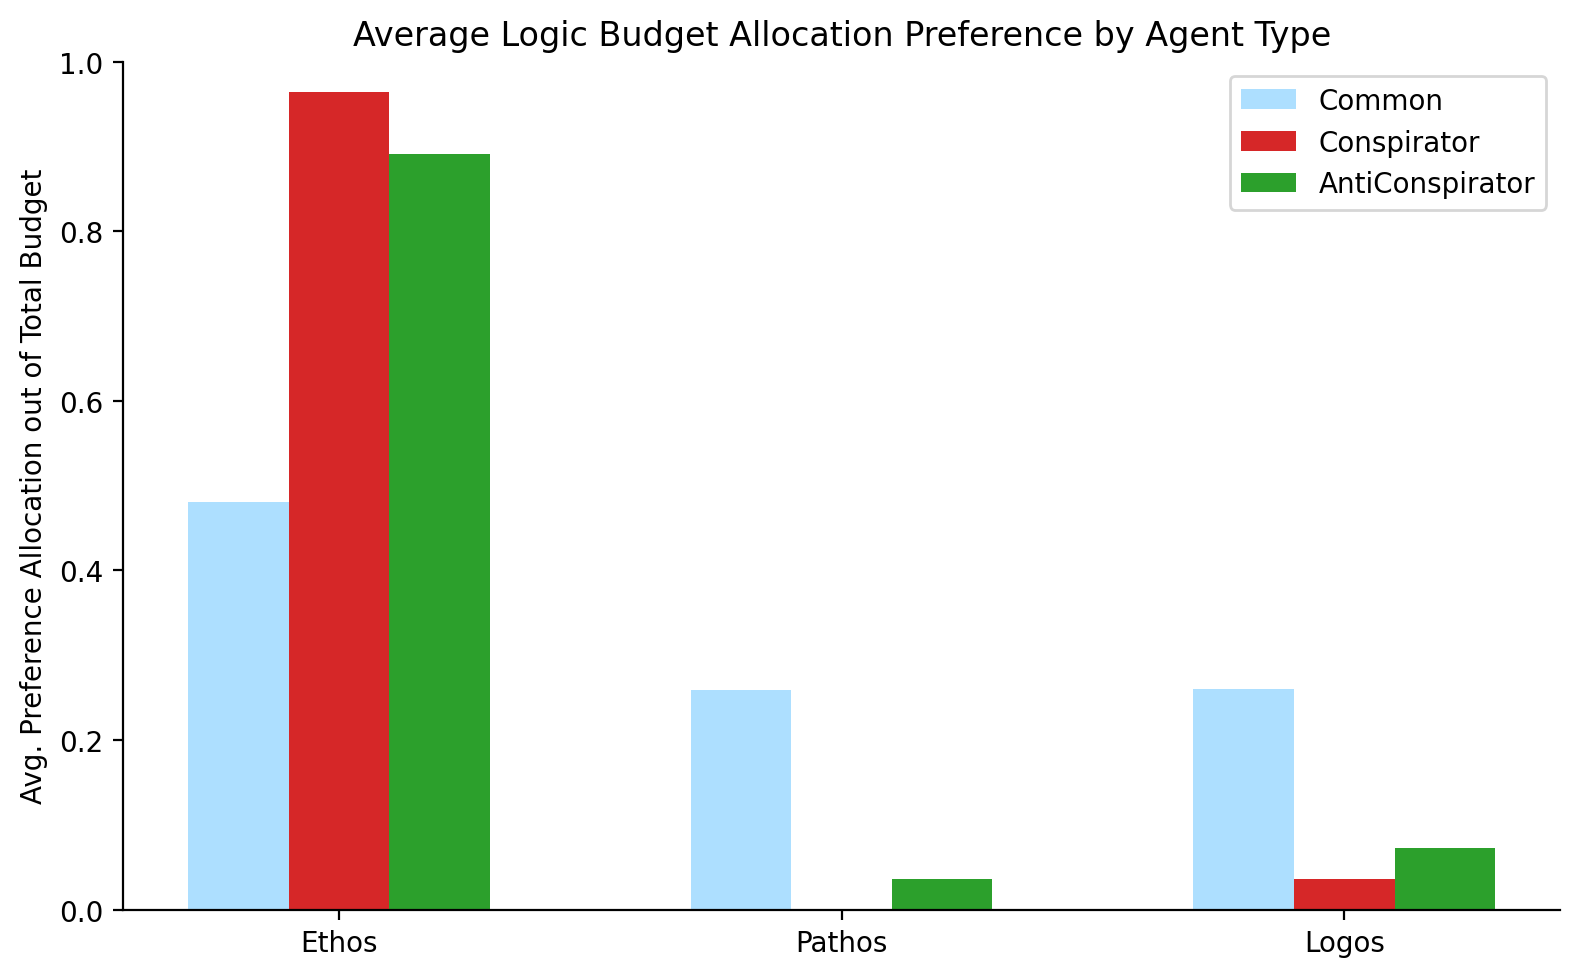 Average Logic Budget Allocation Preference by Agent Type
Avg. Preference Allocation out of Total Budget
1.0
0.8
0.6
0.4
0.2
0.0
Common
Conspirator
AntiConspirator
Ethos
Pathos
Logos